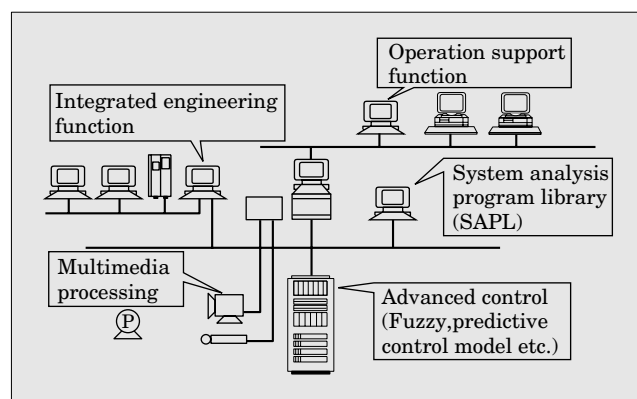 Operation support
function
Integrated engineering
function
System analysis
program library
(SAPL)
Multimedia
processing
P
Advanced control
(Fuzzy,predictive
control model etc.)